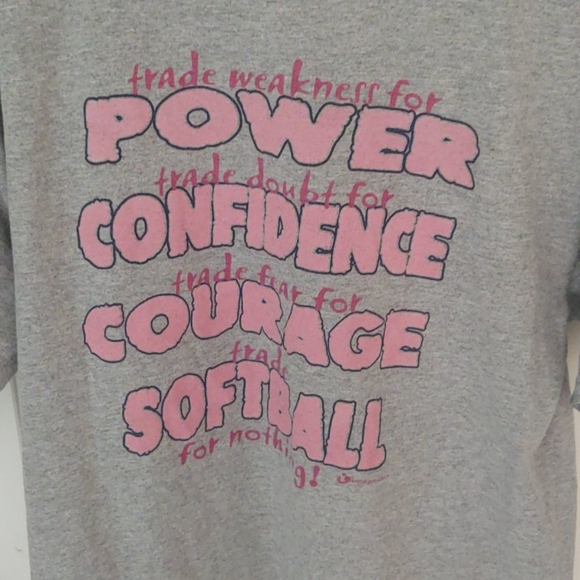 trade weakness for
POWER
trade doubt for
CONFIDENCE
trade fear for
COURAGE
trade
SOFTBALL
for nothing!